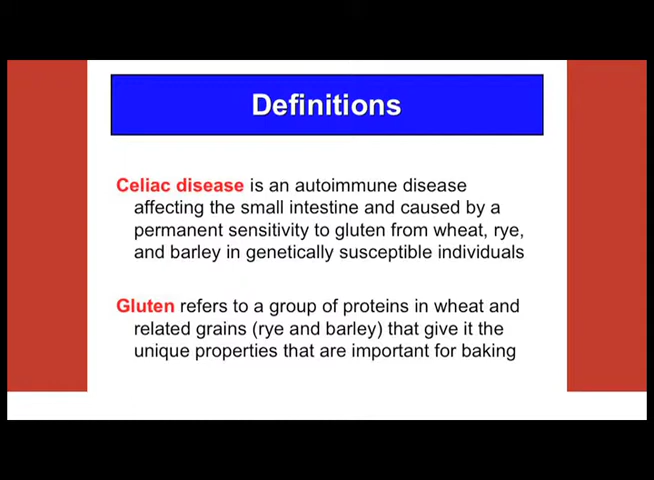 Definitions
Celiac disease is an autoimmune disease
affecting the small intestine and caused by a
permanent sensitivity to gluten from wheat, rye,
and barley in genetically susceptible individuals
Gluten refers to a group of proteins in wheat and
related grains (rye and barley) that give it the
unique properties that are important for baking